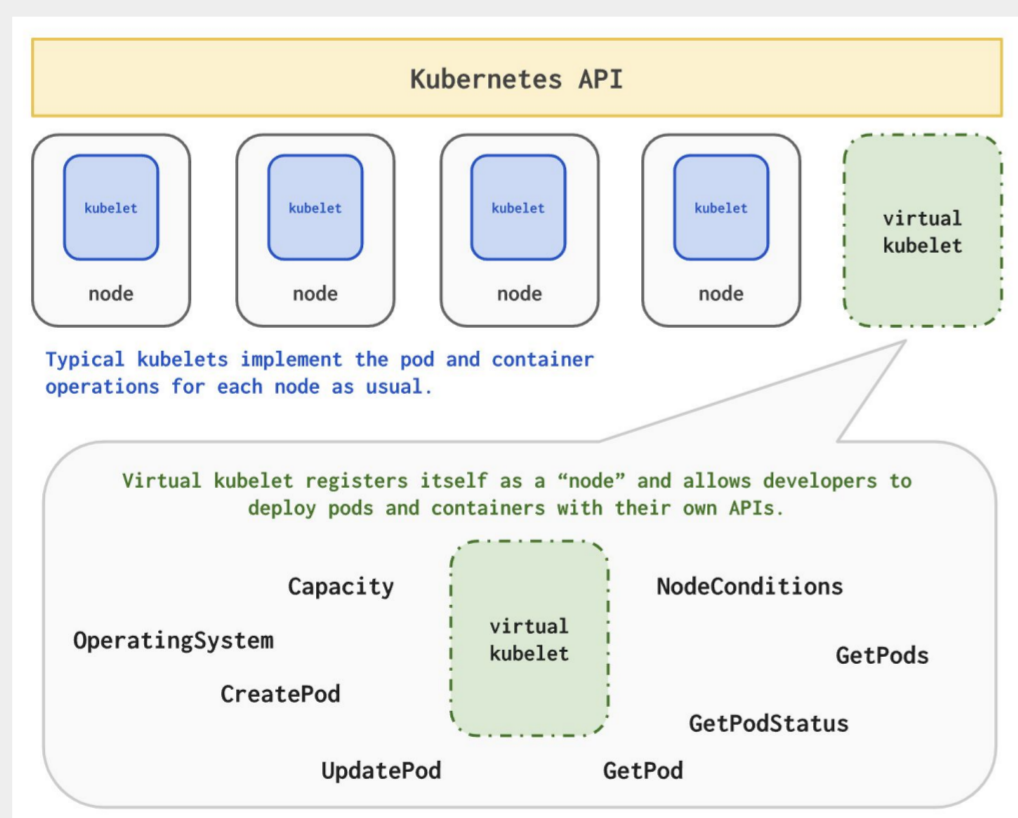 Kubernetes API
kubelet
node
kubelet
node
kubelet
node
kubelet
node
virtual
kubelet
Typical kubelets implement the pod and container
operations for each node as usual.
Virtual kubelet registers itself as a “node” and allows developers to
deploy pods and containers with their own APIs.
Capacity
NodeConditions
OperatingSystem
virtual
kubelet
GetPods
CreatePod
GetPodStatus
UpdatePod
GetPod